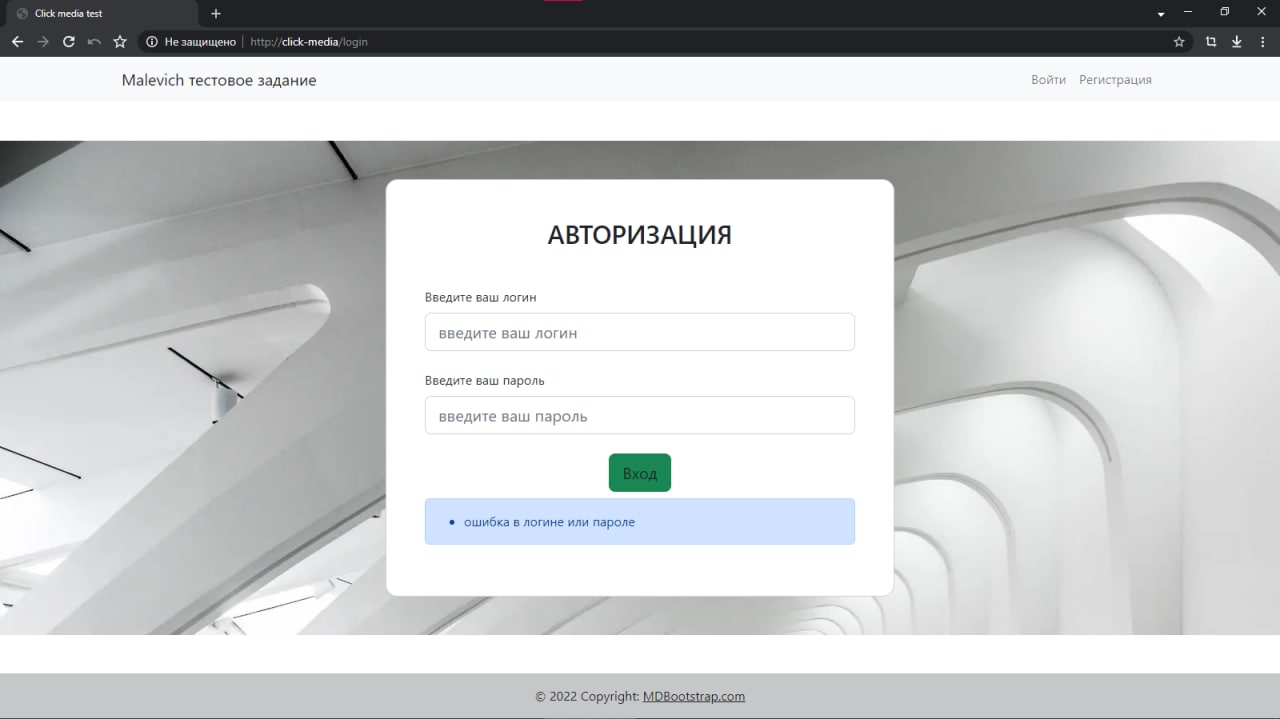 Click media test
Не защищено http://click-media/login
Malevich тестовое задание
Войти Регистрация
АВТОРИЗАЦИЯ
Введите ваш логин
введите ваш логин
Введите ваш пароль
введите ваш пароль
Вход
ошибка в логине или пароле
© 2022 Copyright: MDBootstrap.com